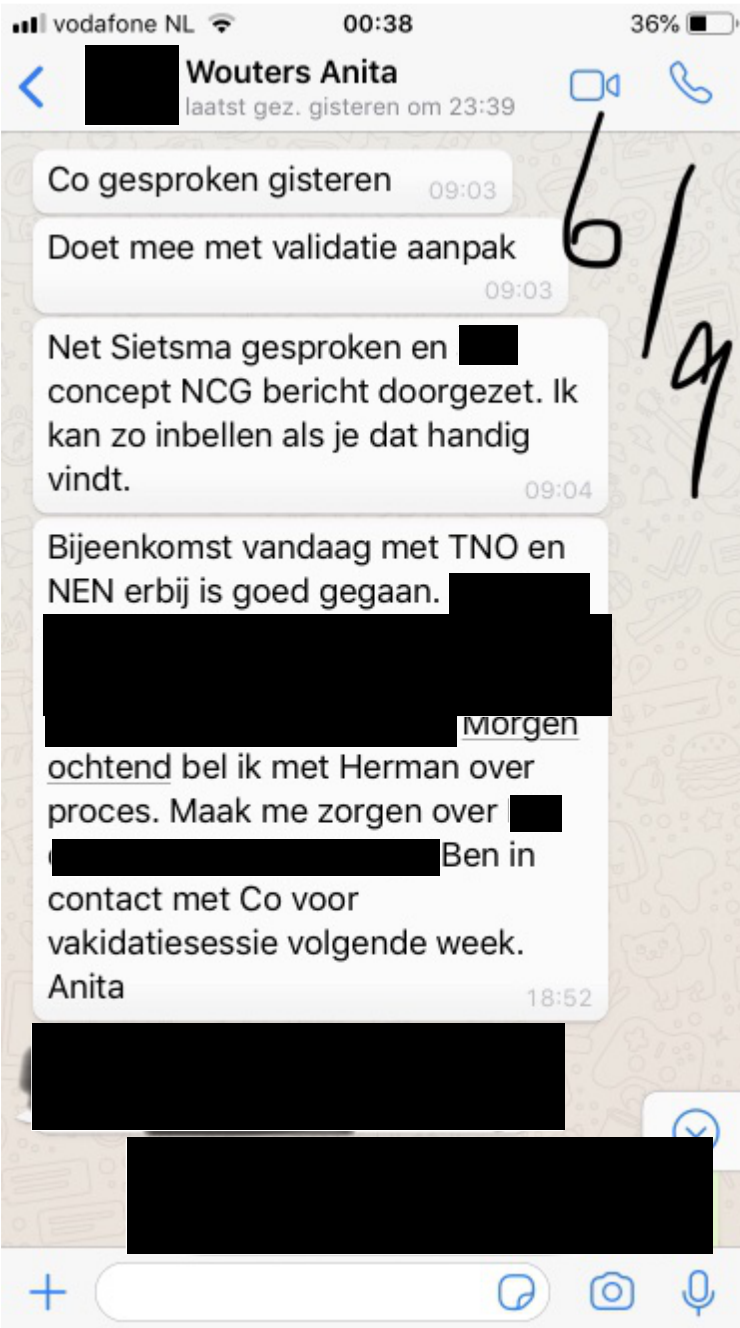 vodafone NL
00:38
36%
Wouters Anita
laatst gez. gisteren om 23:39
6/9
Co gesproken gisteren
09:03
Doet mee met validatie aanpak
09:03
Net Sietsma gesproken en
concept NCG bericht doorgezet. Ik
kan zo inbellen als je dat handig
vindt.
09:04
Bijeenkomst vandaag met TNO en
NEN erbij is goed gegaan.
Morgen
ochtend bel ik met Herman over
proces. Maak me zorgen over
Ben in
contact met Co voor
vakidatiesessie volgende week.
Anita
18:52